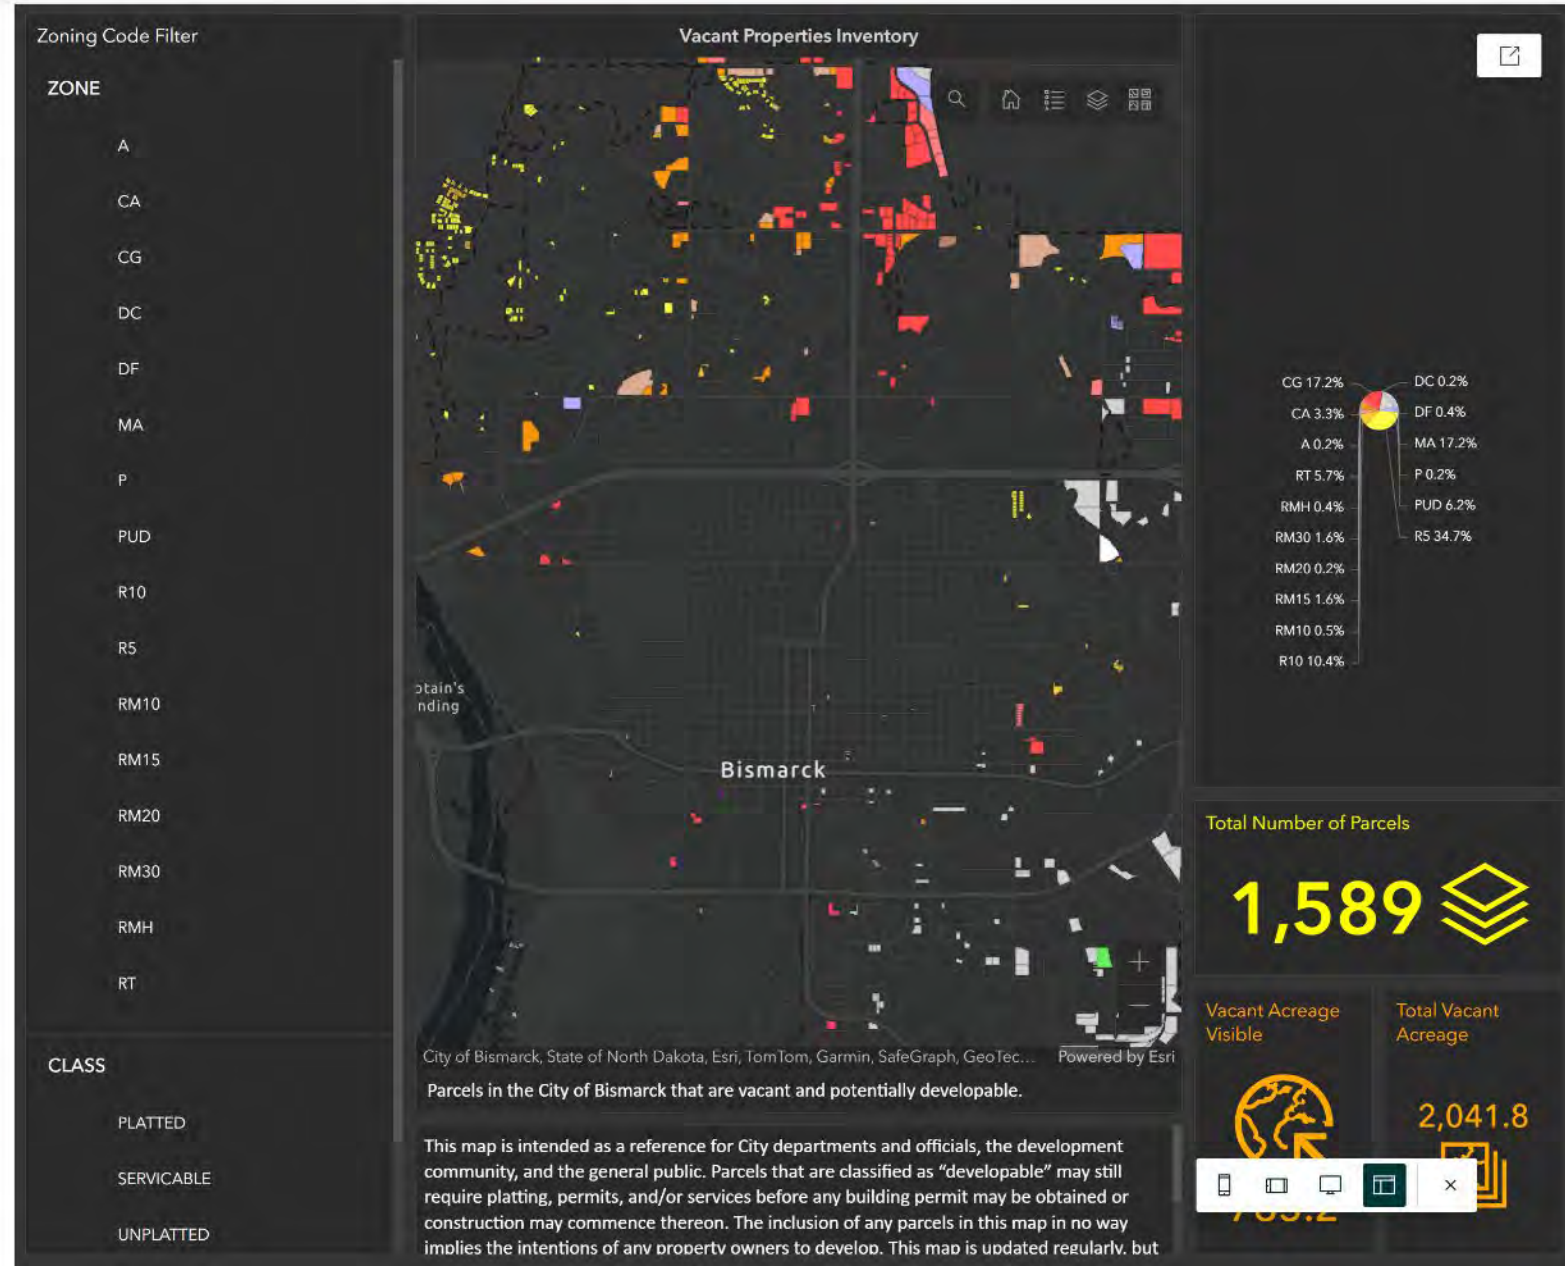 Zoning Code Filter
ZONE
A
CA
CG
DC
DF
MA
P
PUD
R10
R5
RM10
RM15
RM20
RM30
RMH
RT
CLASS
PLATTED
SERVICABLE
UNPLATTED
Vacant Properties Inventory
ptain's
nding
Bismarck
City of Bismarck, State of North Dakota, Esri, TomTom, Garmin, SafeGraph, GeoTec...
Powered by Esri
Parcels in the City of Bismarck that are vacant and potentially developable.
This map is intended as a reference for City departments and officials, the development
community, and the general public. Parcels that are classified as “developable” may still
require platting, permits, and/or services before any building permit may be obtained or
construction may commence thereon. The inclusion of any parcels in this map in no way
implies the intentions of any property owners to develop. This map is updated regularly, but
CG 17.2%
CA 3.3%
A 0.2%
RT 5.7%
RMH 0.4%
RM30 1.6%
RM20 0.2%
RM15 1.6%
RM10 0.5%
R10 10.4%
DC 0.2%
DF 0.4%
MA 17.2%
P 0.2%
PUD 6.2%
R5 34.7%
Total Number of Parcels
1,589
Vacant Acreage
Visible
Total Vacant
Acreage
2,041.8